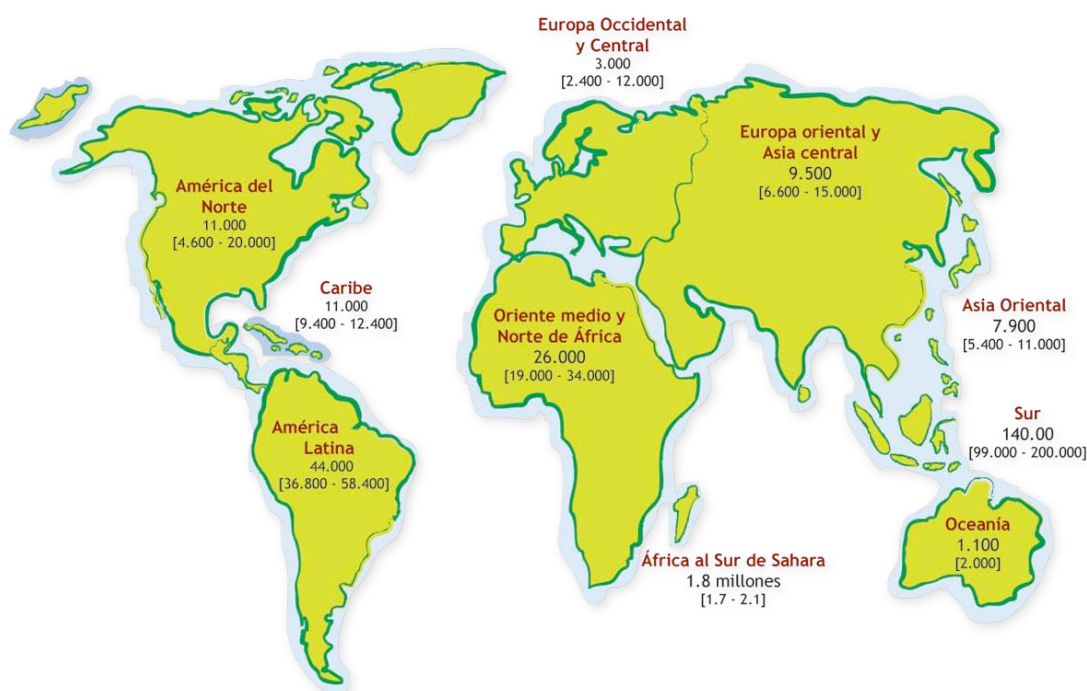 Europa Occidental
y Central
3.000
[2.400 - 12.000]
Europa oriental y
Asia central
9.500
[6.600 - 15.000]
América del
Norte
11.000
[4.600 - 20.000]
Caribe
11.000
[9.400 - 12.400]
Oriente medio y
Norte de África
26.000
[19.000 - 34.000]
Asia Oriental
7.900
[5.400 - 11.000]
América
Latina
44.000
[36.800 - 58.400]
Sur
140.00
[99.000 - 200.000]
Oceanía
1.100
[2.000]
África al Sur de Sahara
1.8 millones
[1.7 - 2.1]